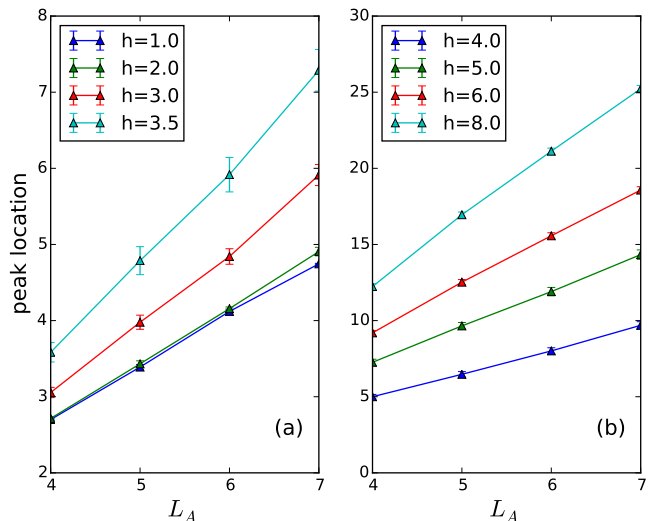 8
7
6
5
4
3
2
peak location
h=1.0
h=2.0
h=3.0
h=3.5
(a)
4 5 6 7
L_A
30
25
20
15
10
5
0
h=4.0
h=5.0
h=6.0
h=8.0
(b)
4 5 6 7
L_A